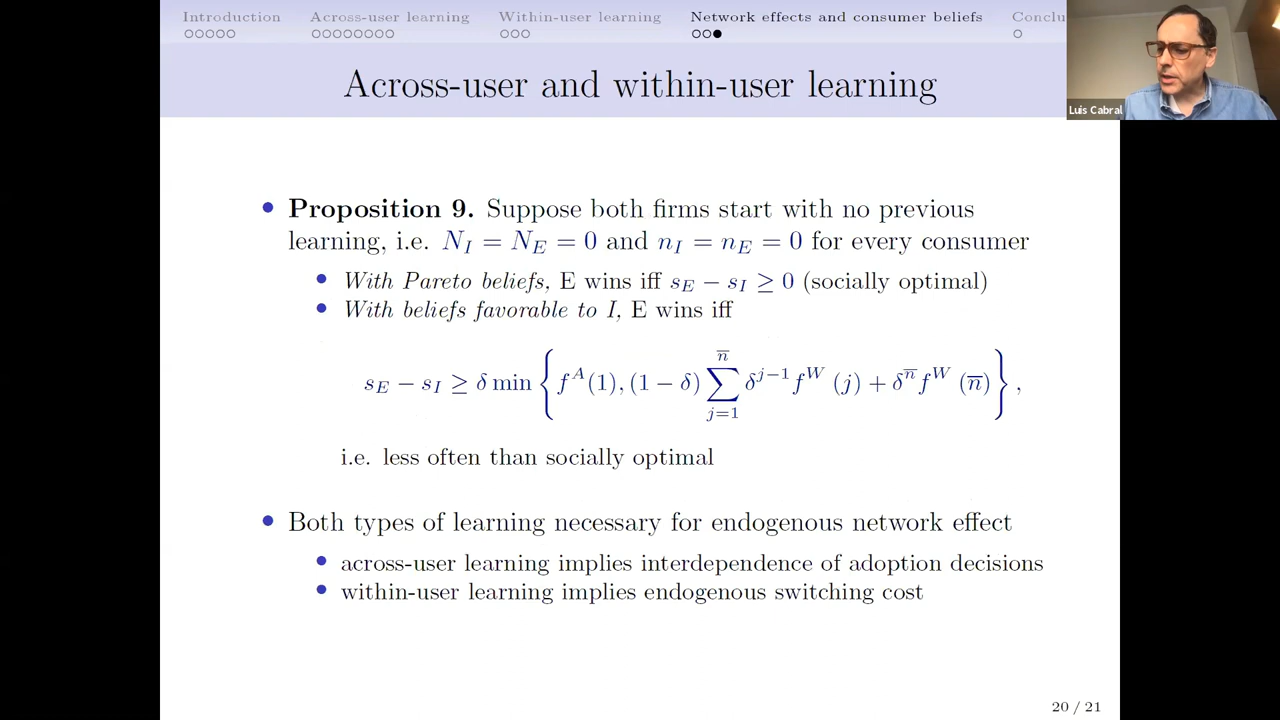 Introduction Across-user learning Within-user learning Network effects and consumer beliefs Conclu
Luis Cabral
Across-user and within-user learning
Proposition 9. Suppose both firms start with no previous
learning, i.e. N_I = N_E = 0 and n_I = n_E = 0 for every consumer
With Pareto beliefs, E wins iff s_E − s_I ≥ 0 (socially optimal)
With beliefs favorable to I, E wins iff
s_E − s_I ≥ δ min { f^A(1), (1 − δ) ∑_{j=1}^{n̅} δ^{j−1} f^W (j) + δ^{n̅} f^W (n̅) } ,
i.e. less often than socially optimal
Both types of learning necessary for endogenous network effect
across-user learning implies interdependence of adoption decisions
within-user learning implies endogenous switching cost
20 / 21